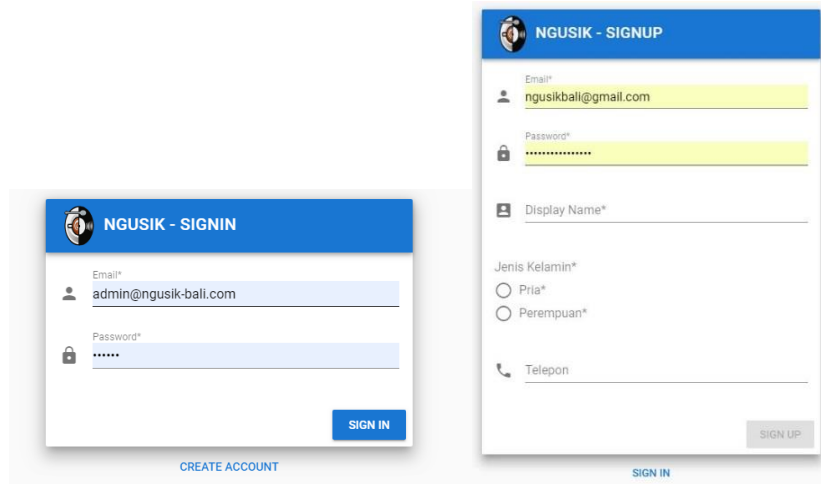 NGUSIK - SIGNIN
Email*
admin@ngusik-bali.com
Password*
••••••
SIGN IN
CREATE ACCOUNT
NGUSIK - SIGNUP
Email*
ngusikbali@gmail.com
Password*
••••••••••••••••
Display Name*
Jenis Kelamin*
Pria*
Perempuan*
Telepon
SIGN UP
SIGN IN